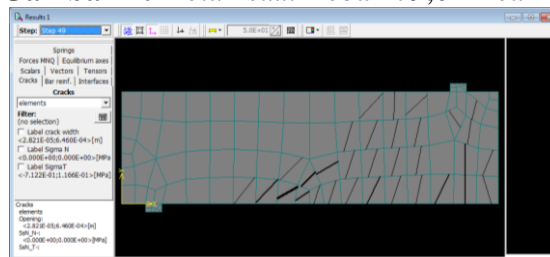 Results 1
Step: Step 49
5.0E+01
Springs
Forces MNQ Equilibrium axes
Scalars Vectors Tensors
Cracks Bar reinf. Interfaces
Cracks
elements
Filter:
(no selection)
Label crack width
<2.821E-05;6.460E-04>[m]
Label Sigma N
<0.000E+00;0.000E+00>[MPa
Label SigmaT
<-7.122E-01;1.166E-01>[MPa]
Cracks
elements
Opening:
<2.821E-05;6.460E-04>[m]
SaN_N-:
<0.000E+00;0.000E+00>[MPa]
SaN_T-: